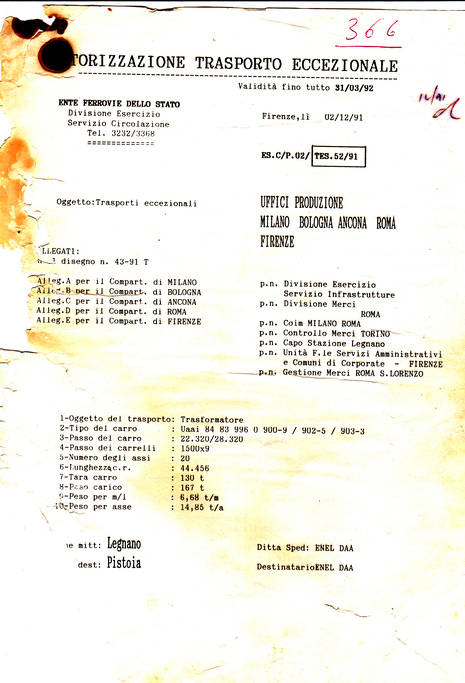 366
TORIZZAZIONE TRASPORTO ECCEZIONALE
Validità fino tutto 31/03/92
ENTE FERROVIE DELLO STATO
Divisione Esercizio
Servizio Circolazione
Tel. 3232/3368
==============
Firenze,lì 02/12/91
12/91
ES.C/P.02/ TES.52/91
Oggetto:Trasporti eccezionali
UFFICI PRODUZIONE
MILANO BOLOGNA ANCONA ROMA
FIRENZE
LLEGATI:
disegno n. 43-91 T
Alleg.A per il Compart. di MILANO
Alleg.B per il Compart. di BOLOGNA
Alleg.C per il Compart. di ANCONA
Alleg.D per il Compart. di ROMA
Alleg.E per il Compart. di FIRENZE
p.n. Divisione Esercizio
Servizio Infrastrutture
p.n. Divisione Merci
ROMA
p.n. Coim MILANO ROMA
p.n. Controllo Merci TORINO
p.n. Capo Stazione Legnano
p.n. Unità F.le Servizi Amministrativi
e Comuni di Corporate - FIRENZE
p.n. Gestione Merci ROMA S.LORENZO
1-Oggetto del trasporto: Trasformatore
2-Tipo del carro : Uaai 84 83 996 0 900-9 / 902-5 / 903-3
3-Passo del carro : 22.320/28.320
4-Passo dei carrelli : 1500x9
5-Numero degli assi : 20
6-Lunghezza c.r. : 44.456
7-Tara carro : 130 t
8-Peso carico : 167 t
9-Peso per m/l : 6,68 t/m
10-Peso per asse : 14,85 t/a
ne mitt: Legnano
Ditta Sped: ENEL DAA
dest: Pistoia
DestinatarioENEL DAA